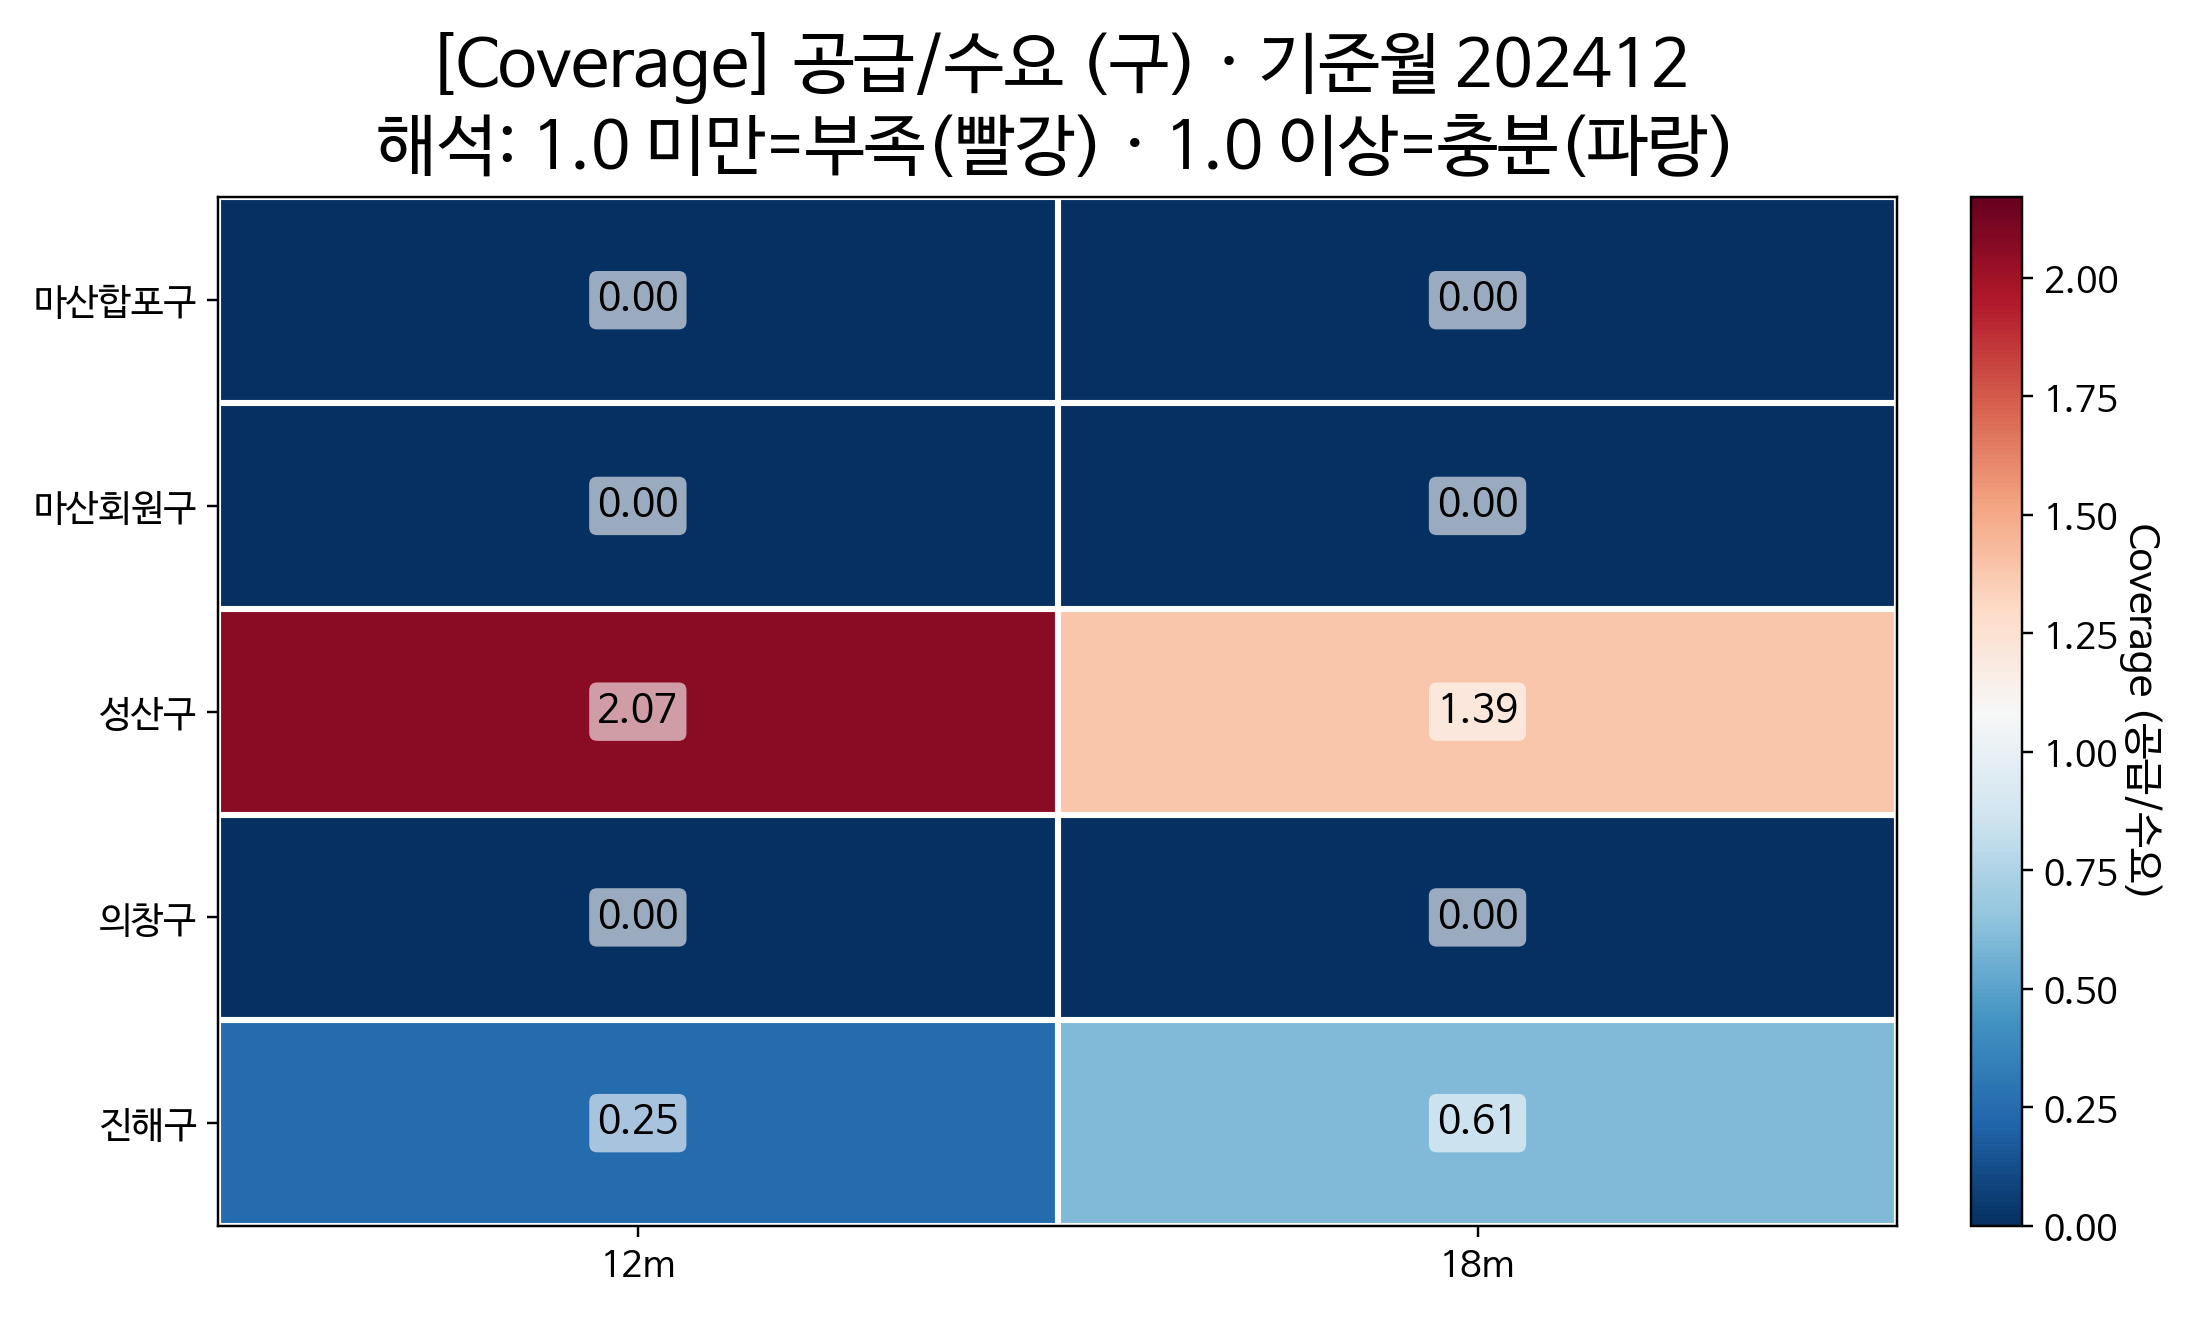 [Coverage] 공급/수요 (구) · 기준월 202412
해석: 1.0 미만=부족(빨강) · 1.0 이상=충분(파랑)
마산합포구
0.00
0.00
마산회원구
0.00
0.00
성산구
2.07
1.39
의창구
0.00
0.00
진해구
0.25
0.61
12m
18m
2.00
1.75
1.50
1.25
1.00
0.75
0.50
0.25
0.00
Coverage (공급/수요)